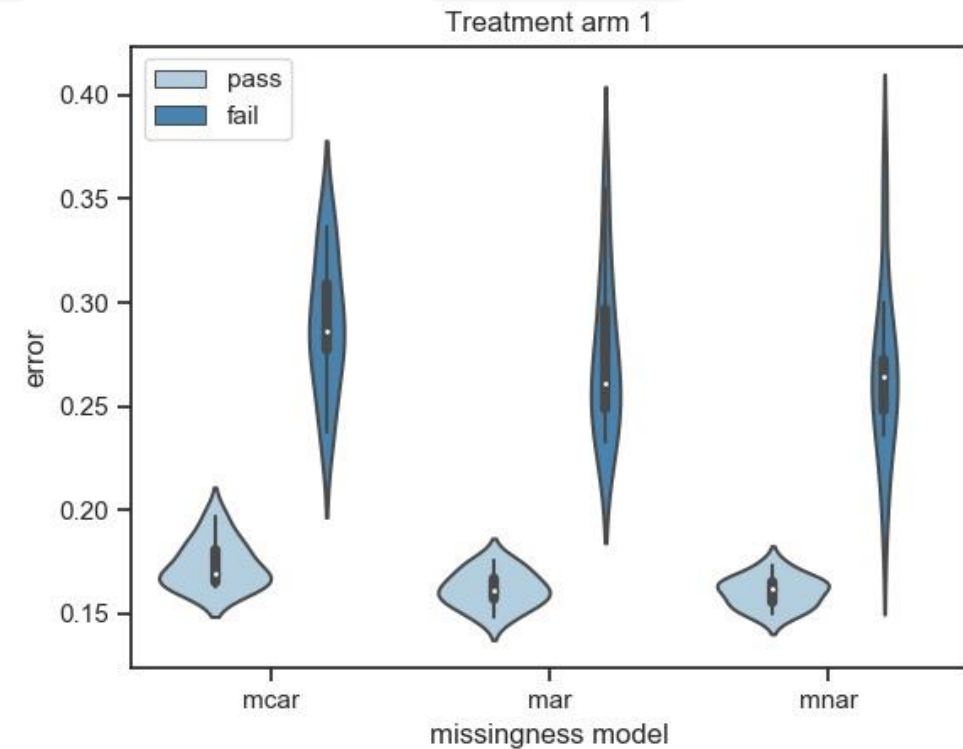 Treatment arm 1
pass
fail
0.40
0.35
0.30
0.25
0.20
0.15
error
mcar mar mnar
missingness model